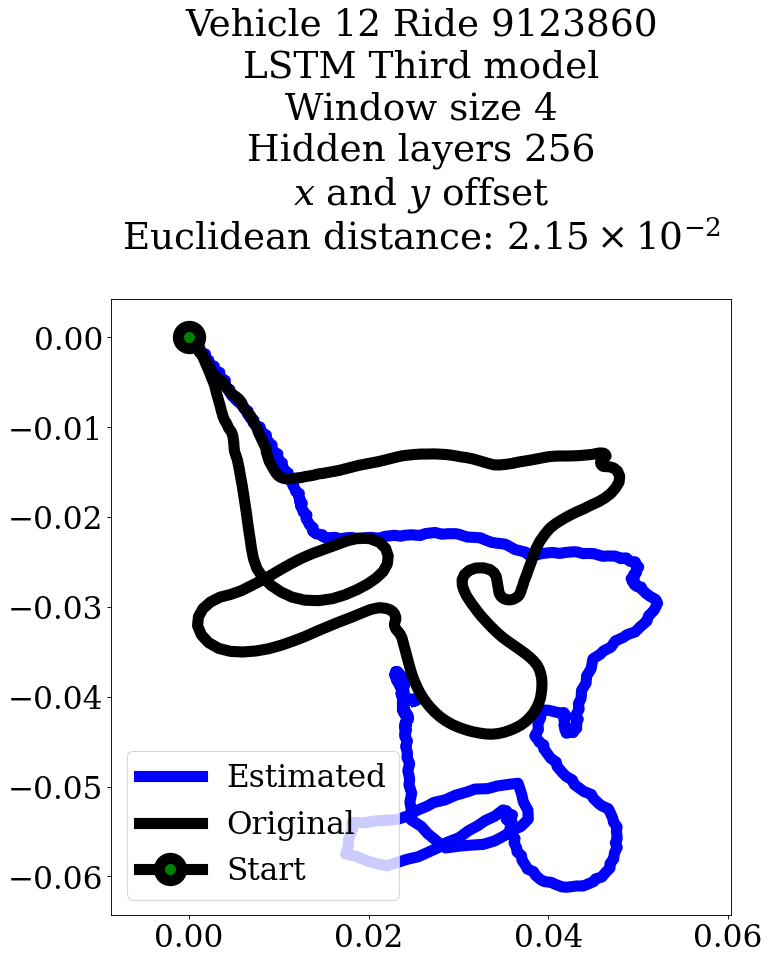 Vehicle 12 Ride 9123860
LSTM Third model
Window size 4
Hidden layers 256
x and y offset
Euclidean distance: 2.15 × 10⁻²
0.00
−0.01
−0.02
−0.03
−0.04
−0.05
−0.06
Estimated
Original
Start
0.00 0.02 0.04 0.06